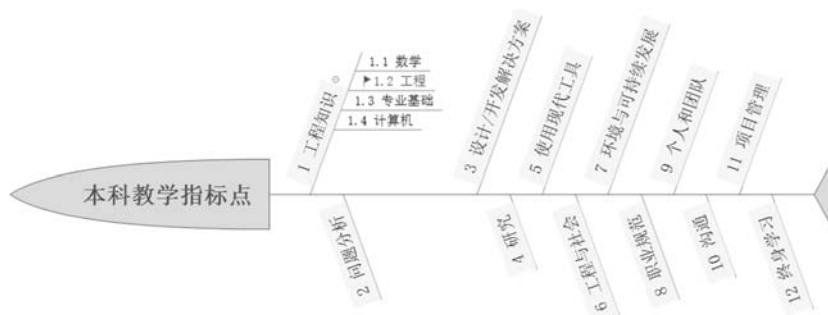 本科教学指标点
1 工程知识
1.1 数学
1.2 工程
1.3 专业基础
1.4 计算机
2 问题分析
3 设计/开发解决方案
4 研究
5 使用现代工具
6 工程与社会
7 环境与可持续发展
8 职业规范
9 个人和团队
10 沟通
11 项目管理
12 终身学习